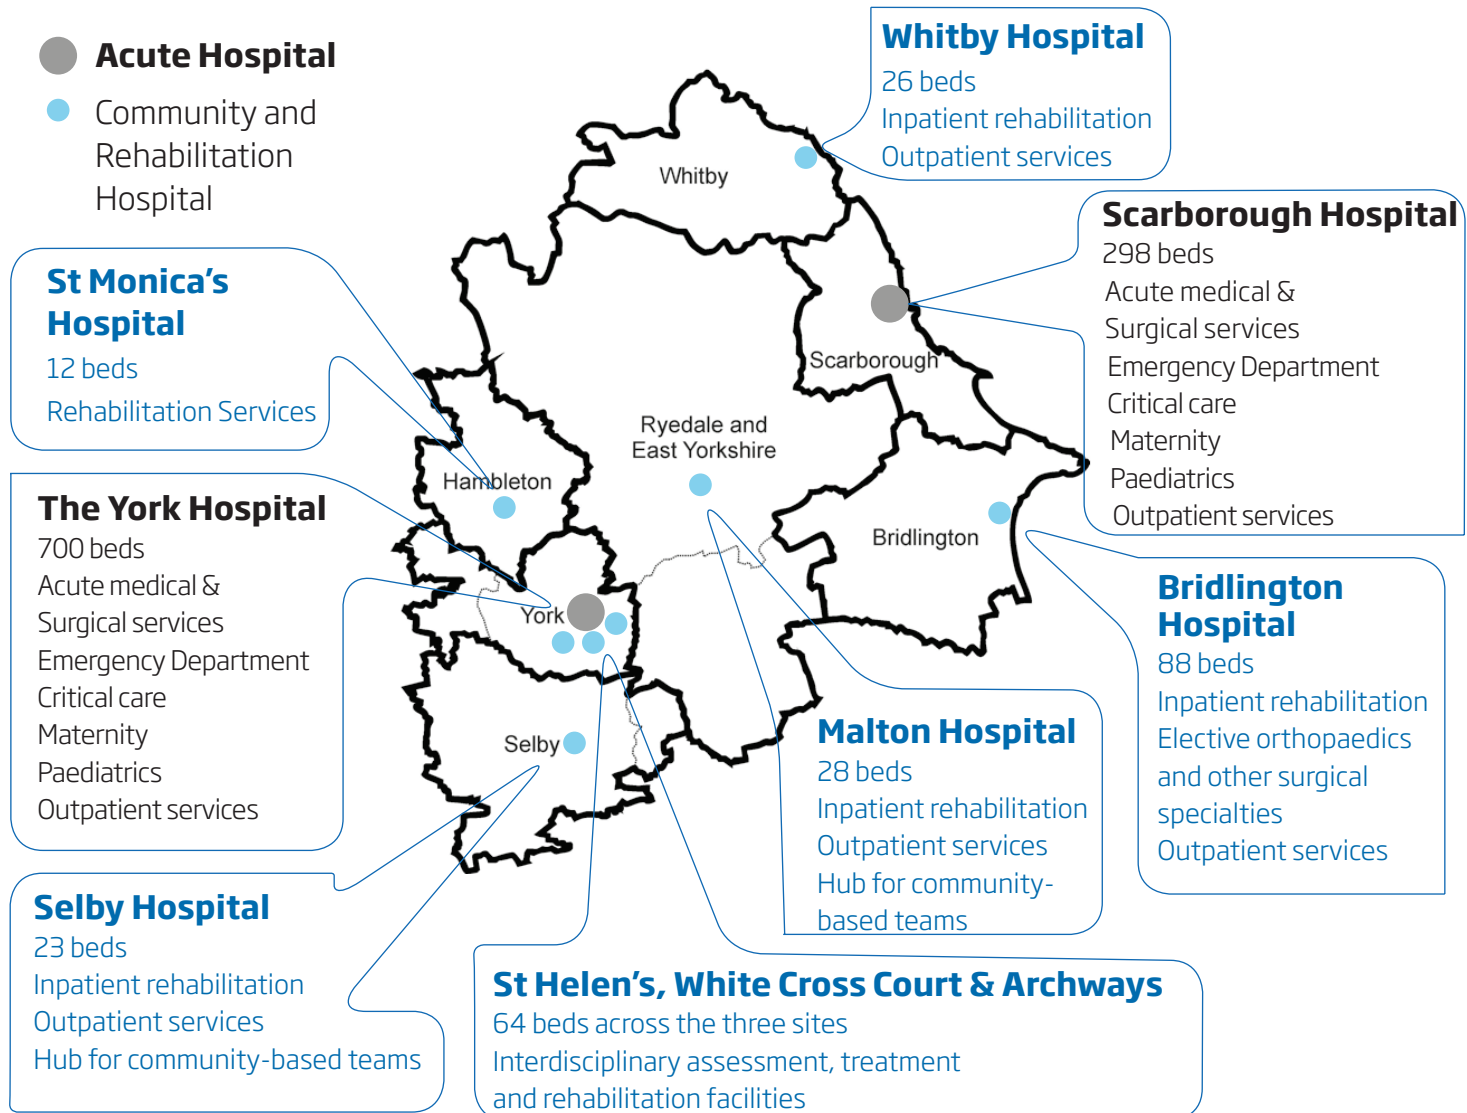 Acute Hospital
Community and
Rehabilitation
Hospital
Whitby Hospital
26 beds
Inpatient rehabilitation
Outpatient services
Scarborough Hospital
298 beds
Acute medical &
Surgical services
Emergency Department
Critical care
Maternity
Paediatrics
Outpatient services
St Monica's
Hospital
12 beds
Rehabilitation Services
The York Hospital
700 beds
Acute medical &
Surgical services
Emergency Department
Critical care
Maternity
Paediatrics
Outpatient services
Whitby
Scarborough
Ryedale and
East Yorkshire
Hambleton
Bridlington
York
Selby
Bridlington
Hospital
88 beds
Inpatient rehabilitation
Elective orthopaedics
and other surgical
specialties
Outpatient services
Malton Hospital
28 beds
Inpatient rehabilitation
Outpatient services
Hub for community-
based teams
Selby Hospital
23 beds
Inpatient rehabilitation
Outpatient services
Hub for community-based teams
St Helen's, White Cross Court & Archways
64 beds across the three sites
Interdisciplinary assessment, treatment
and rehabilitation facilities